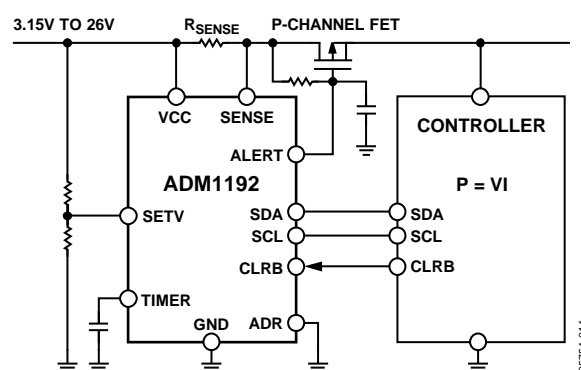 3.15V TO 26V
RSENSE
P-CHANNEL FET
VCC
SENSE
CONTROLLER
ALERT
ADM1192
P = VI
SETV
SDA
SDA
SCL
SCL
CLRB
CLRB
TIMER
GND
ADR